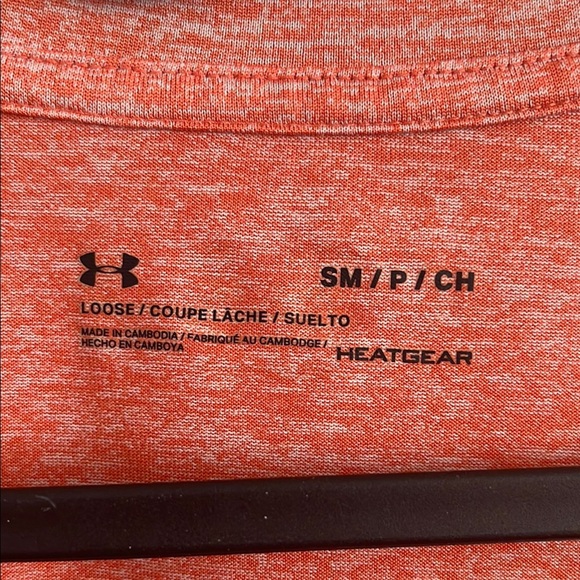 SM / P / CH
LOOSE / COUPE LACHE / SUELTO
MADE IN CAMBODIA / FABRIQUÉ AU CAMBODGE /
HECHO EN CAMBOYA
HEATGEAR